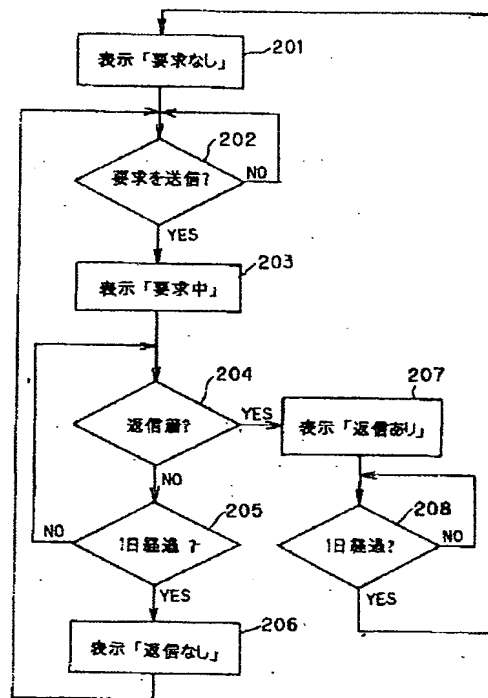 表示「要求なし」
201
202
要求を送信?
NO
YES
203
表示「要求中」
204
207
返信着?
YES
表示「返信あり」
NO
205
208
NO
1日経過?
1日経過?
NO
YES
YES
206
表示「返信なし」